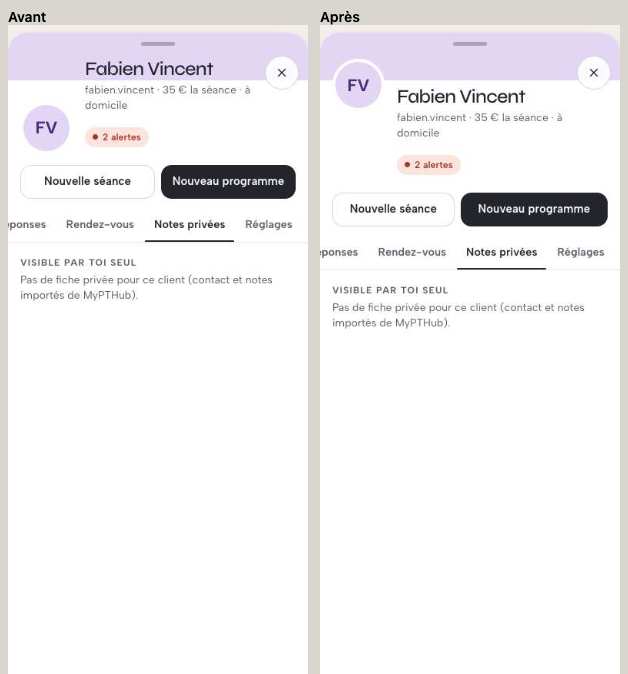 Avant
Fabien Vincent
fabien.vincent · 35 € la séance · à
domicile
FV
2 alertes
Nouvelle séance
Nouveau programme
eponses
Rendez-vous
Notes privées
Réglages
VISIBLE PAR TOI SEUL
Pas de fiche privée pour ce client (contact et notes
importés de MyPTHub).
Après
FV
Fabien Vincent
fabien.vincent · 35 € la séance · à
domicile
2 alertes
Nouvelle séance
Nouveau programme
eponses
Rendez-vous
Notes privées
Réglages
VISIBLE PAR TOI SEUL
Pas de fiche privée pour ce client (contact et notes
importés de MyPTHub).